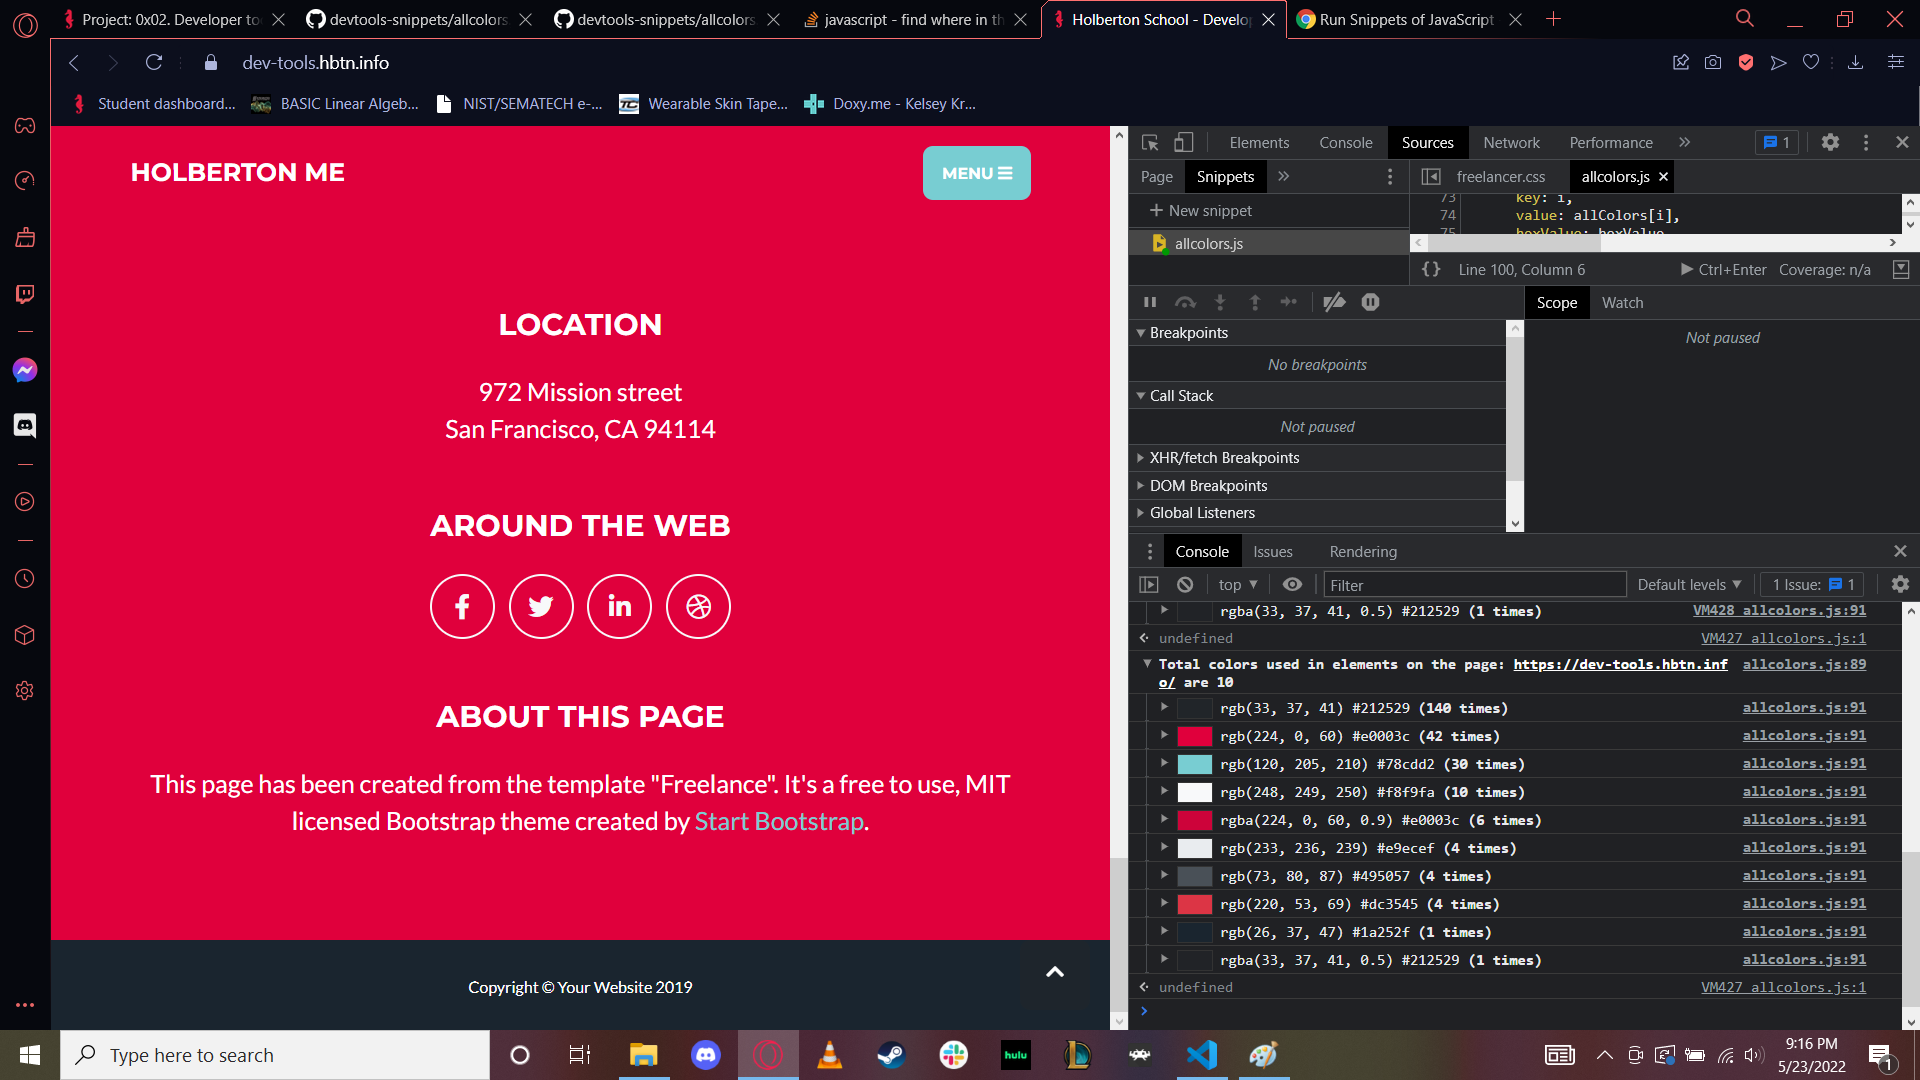 Project: 0x02. Developer to
devtools-snippets/allcolors
devtools-snippets/allcolors
javascript - find where in th
Holberton School - Develop
Run Snippets of JavaScript
dev-tools.hbtn.info
Student dashboard...
BASIC Linear Algeb...
NIST/SEMATECH e-...
Wearable Skin Tape...
Doxy.me - Kelsey Kr...
HOLBERTON ME
MENU
LOCATION
972 Mission street
San Francisco, CA 94114
AROUND THE WEB
ABOUT THIS PAGE
This page has been created from the template "Freelance". It's a free to use, MIT
licensed Bootstrap theme created by Start Bootstrap.
Copyright © Your Website 2019
Elements Console Sources Network Performance 1
Page Snippets
freelancer.css allcolors.js
New snippet
allcolors.js
73 key: i,
74 value: allColors[i],
75 hexValue: hexValue
{} Line 100, Column 6 Ctrl+Enter Coverage: n/a
Scope Watch
Not paused
Breakpoints
No breakpoints
Call Stack
Not paused
XHR/fetch Breakpoints
DOM Breakpoints
Global Listeners
Console Issues Rendering
top Filter Default levels 1 Issue: 1
rgba(33, 37, 41, 0.5) #212529 (1 times) VM428 allcolors.js:91
undefined VM427 allcolors.js:1
Total colors used in elements on the page: https://dev-tools.hbtn.inf allcolors.js:89
o/ are 10
rgb(33, 37, 41) #212529 (140 times) allcolors.js:91
rgb(224, 0, 60) #e0003c (42 times) allcolors.js:91
rgb(120, 205, 210) #78cdd2 (30 times) allcolors.js:91
rgb(248, 249, 250) #f8f9fa (10 times) allcolors.js:91
rgba(224, 0, 60, 0.9) #e0003c (6 times) allcolors.js:91
rgb(233, 236, 239) #e9ecef (4 times) allcolors.js:91
rgb(73, 80, 87) #495057 (4 times) allcolors.js:91
rgb(220, 53, 69) #dc3545 (4 times) allcolors.js:91
rgb(26, 37, 47) #1a252f (1 times) allcolors.js:91
rgba(33, 37, 41, 0.5) #212529 (1 times) allcolors.js:91
undefined VM427 allcolors.js:1
Type here to search
hulu
9:16 PM
5/23/2022
1